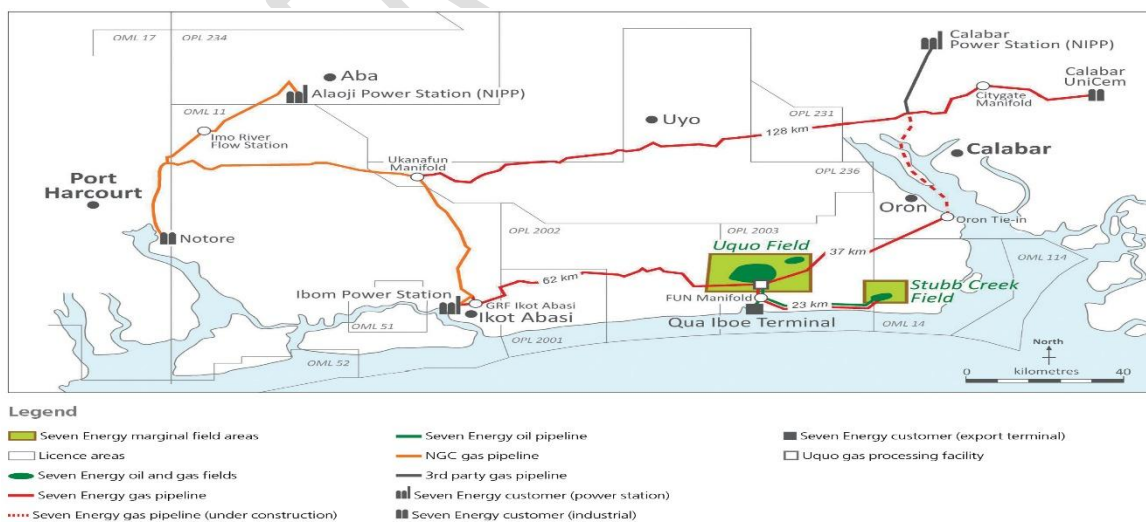 OML 17
OPL 234
Calabar
Power Station (NIPP)
Aba
Alaoji Power Station (NIPP)
Calabar
UniCem
Citygate
Manifold
OML 11
Imo River
Flow Station
OPL 231
Uyo
128 km
Ukanafun
Manifold
Calabar
OPL 236
Port
Harcourt
Oron
Oron Tie-in
Notore
OPL 2002
OPL 2003
Uquo Field
37 km
OML 114
62 km
Stubb Creek
Field
Ibom Power Station
GRF Ikot Abasi
Ikot Abasi
FUN Manifold
23 km
Qua Iboe Terminal
OML 51
OML 14
OPL 2001
OML 52
North
kilometres
0
40
Legend
Seven Energy marginal field areas
Licence areas
Seven Energy oil and gas fields
Seven Energy gas pipeline
Seven Energy gas pipeline (under construction)
Seven Energy oil pipeline
NGC gas pipeline
3rd party gas pipeline
Seven Energy customer (power station)
Seven Energy customer (industrial)
Seven Energy customer (export terminal)
Uquo gas processing facility